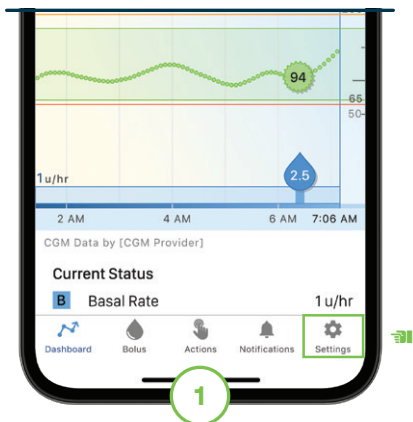 94
65
50
1u/hr
2.5
2 AM 4 AM 6 AM 7:06 AM
CGM Data by [CGM Provider]
Current Status
B Basal Rate 1u/hr
Dashboard Bolus Actions Notifications Settings
1